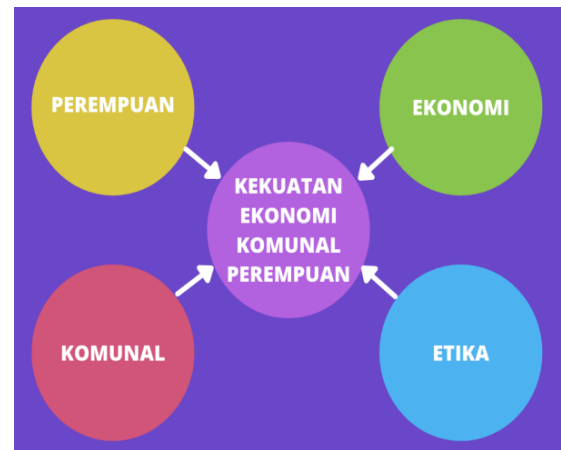 PEREMPUAN
EKONOMI
KEKUATAN
EKONOMI
KOMUNAL
PEREMPUAN
KOMUNAL
ETIKA